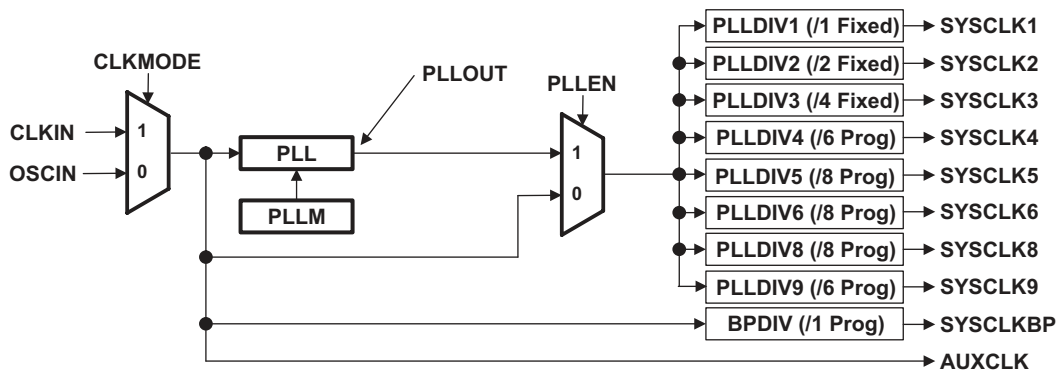 CLKMODE
CLKIN
OSCIN
1
0
PLL
PLLM
PLLOUT
PLLEN
1
0
PLLDIV1 (/1 Fixed)
SYSCLK1
PLLDIV2 (/2 Fixed)
SYSCLK2
PLLDIV3 (/4 Fixed)
SYSCLK3
PLLDIV4 (/6 Prog)
SYSCLK4
PLLDIV5 (/8 Prog)
SYSCLK5
PLLDIV6 (/8 Prog)
SYSCLK6
PLLDIV8 (/8 Prog)
SYSCLK8
PLLDIV9 (/6 Prog)
SYSCLK9
BPDIV (/1 Prog)
SYSCLKBP
AUXCLK